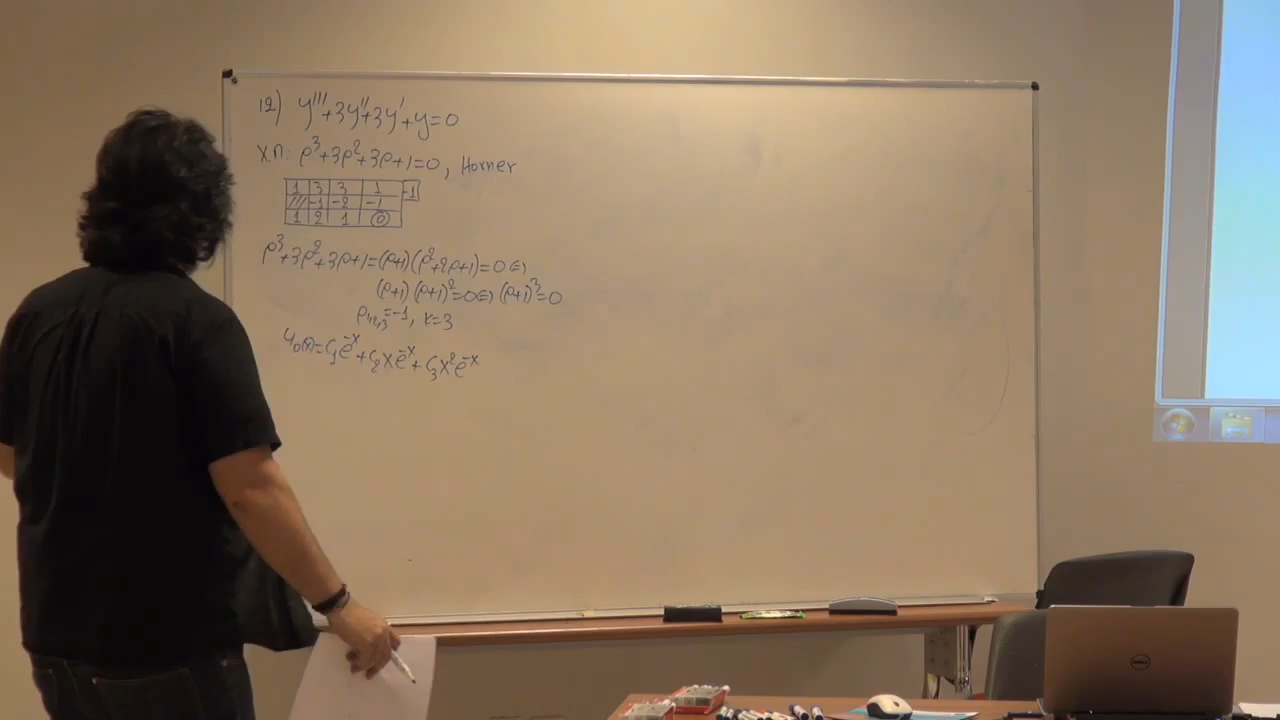 12) y'''+3y''+3y'+y=0
Χ.Π: ρ³+3ρ²+3ρ+1=0, Horner
1 3 3 1 -1
/// -1 -2 -1
1 2 1 0
ρ³+3ρ²+3ρ+1=(ρ+1)(ρ²+2ρ+1)=0⇔
(ρ+1)(ρ+1)²=0⇔(ρ+1)³=0
ρ₁,₂,₃=-1, κ=3
y₀(x)=c₁e⁻ˣ+c₂xe⁻ˣ+c₃x²e⁻ˣ
DELL